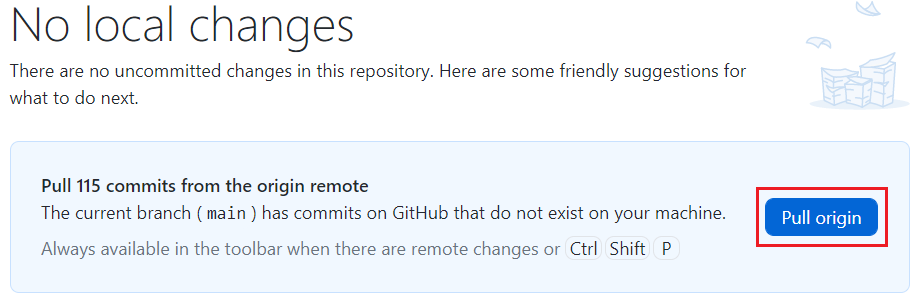 No local changes
There are no uncommitted changes in this repository. Here are some friendly suggestions for
what to do next.
Pull 115 commits from the origin remote
The current branch ( main ) has commits on GitHub that do not exist on your machine.
Pull origin
Always available in the toolbar when there are remote changes or Ctrl Shift P